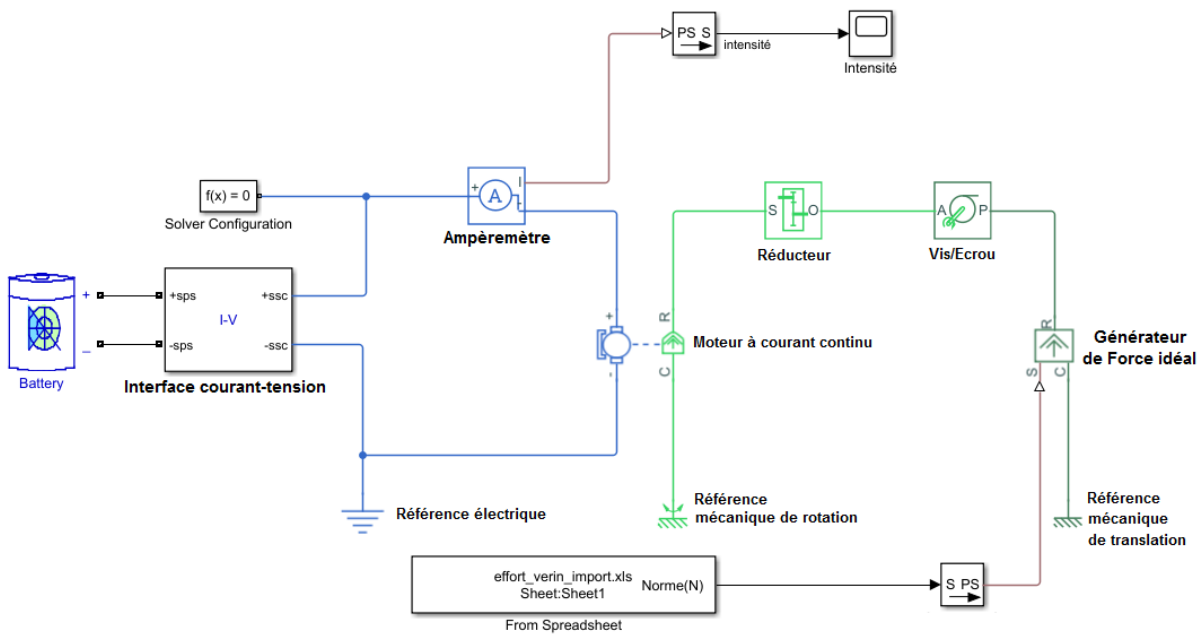 PS S
intensité
Intensité
f(x) = 0
Solver Configuration
+
A
I
-
Ampèremètre
S
O
Réducteur
A
P
Vis/Ecrou
+
−
Battery
+sps
-sps
I-V
+ssc
-ssc
Interface courant-tension
+
-
R
C
Moteur à courant continu
R
S
C
Générateur
de Force idéal
Référence électrique
Référence
mécanique de rotation
Référence
mécanique
de translation
effort_verin_import.xls
Sheet:Sheet1
Norme(N)
From Spreadsheet
S PS